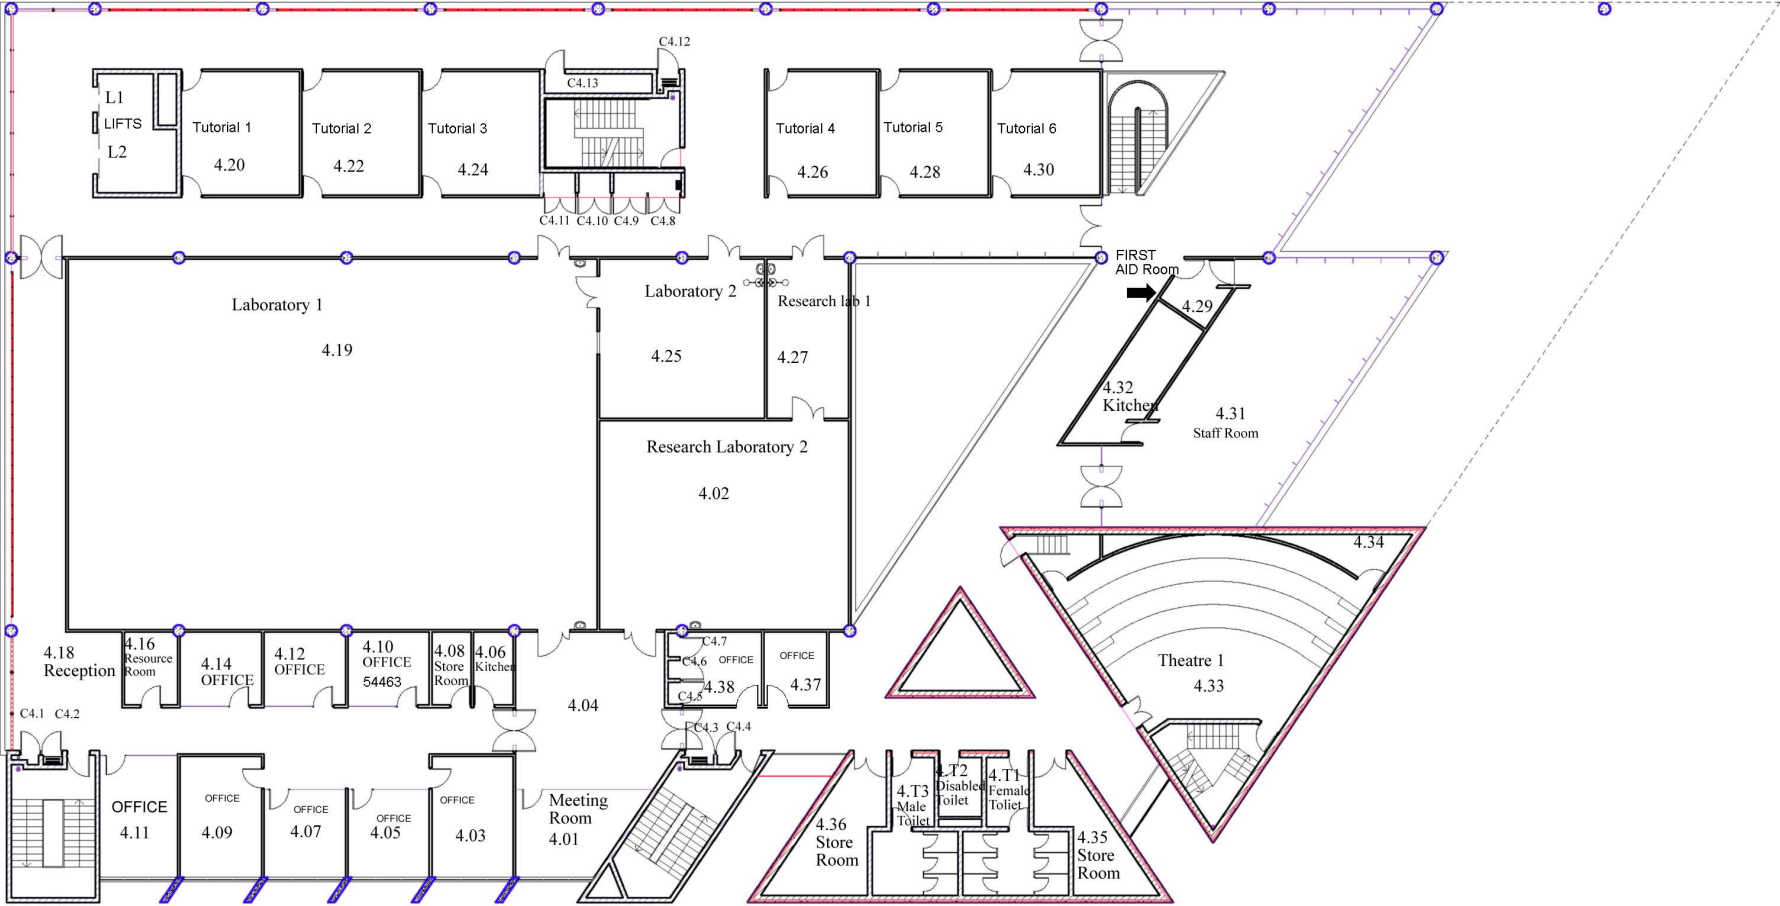 C4.12
C4.13
L1
LIFTS
L2
Tutorial 1
4.20
Tutorial 2
4.22
Tutorial 3
4.24
Tutorial 4
4.26
Tutorial 5
4.28
Tutorial 6
4.30
C4.11
C4.10
C4.9
C4.8
FIRST
AID Room
4.29
Laboratory 1
4.19
Laboratory 2
4.25
Research lab 1
4.27
4.32
Kitchen
4.31
Staff Room
Research Laboratory 2
4.02
4.34
Theatre 1
4.33
4.18
Reception
4.16
Resource
Room
4.14
OFFICE
4.12
OFFICE
4.10
OFFICE
54463
4.08
Store
Room
4.06
Kitchen
4.04
C4.7
C4.6
C4.5
OFFICE
4.38
OFFICE
4.37
C4.1
C4.2
C4.3
C4.4
OFFICE
4.11
OFFICE
4.09
OFFICE
4.07
OFFICE
4.05
OFFICE
4.03
Meeting
Room
4.01
4.36
Store
Room
4.T3
Male
Toilet
4.T2
Disabled
Toilet
4.T1
Female
Toliet
4.35
Store
Room